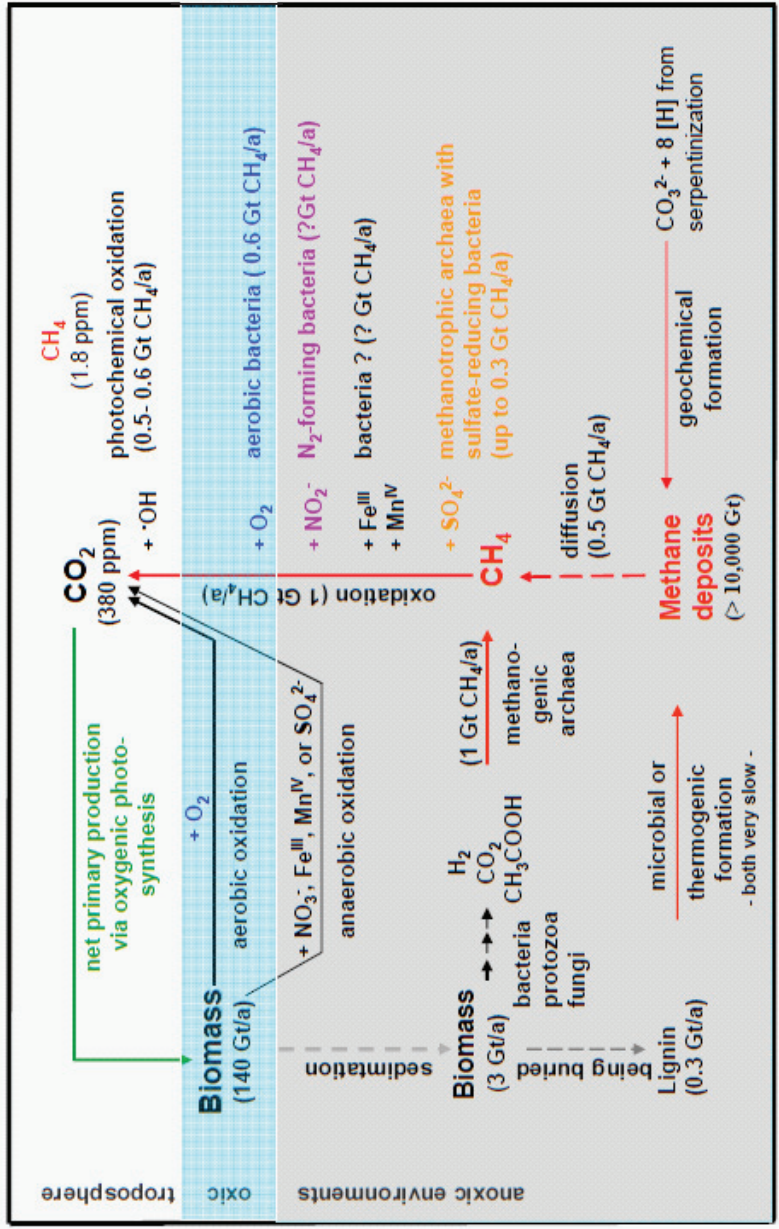 troposphere
oxic
anoxic environments
net primary production
via oxygenic photo-
synthesis
CO2
(380 ppm)
+ •OH
CH4
(1.8 ppm)
photochemical oxidation
(0.5- 0.6 Gt CH4/a)
Biomass
(140 Gt/a)
+ O2
aerobic oxidation
+ NO3-, FeIII, MnIV, or SO42-
anaerobic oxidation
oxidation (1 Gt CH4/a)
+ O2 aerobic bacteria ( 0.6 Gt CH4/a)
+ NO2- N2-forming bacteria (?Gt CH4/a)
+ FeIII
+ MnIV
bacteria ? (? Gt CH4/a)
+ SO42- methanotrophic archaea with
sulfate-reducing bacteria
(up to 0.3 Gt CH4/a)
sedimtation
Biomass
(3 Gt/a)
bacteria
protozoa
fungi
H2
CO2
CH3COOH
(1 Gt CH4/a)
methano-
genic
archaea
CH4
diffusion
(0.5 Gt CH4/a)
being buried
Lignin
(0.3 Gt/a)
microbial or
thermogenic
formation
- both very slow -
Methane
deposits
(> 10,000 Gt)
geochemical
formation
CO32- + 8 [H] from
serpentinization